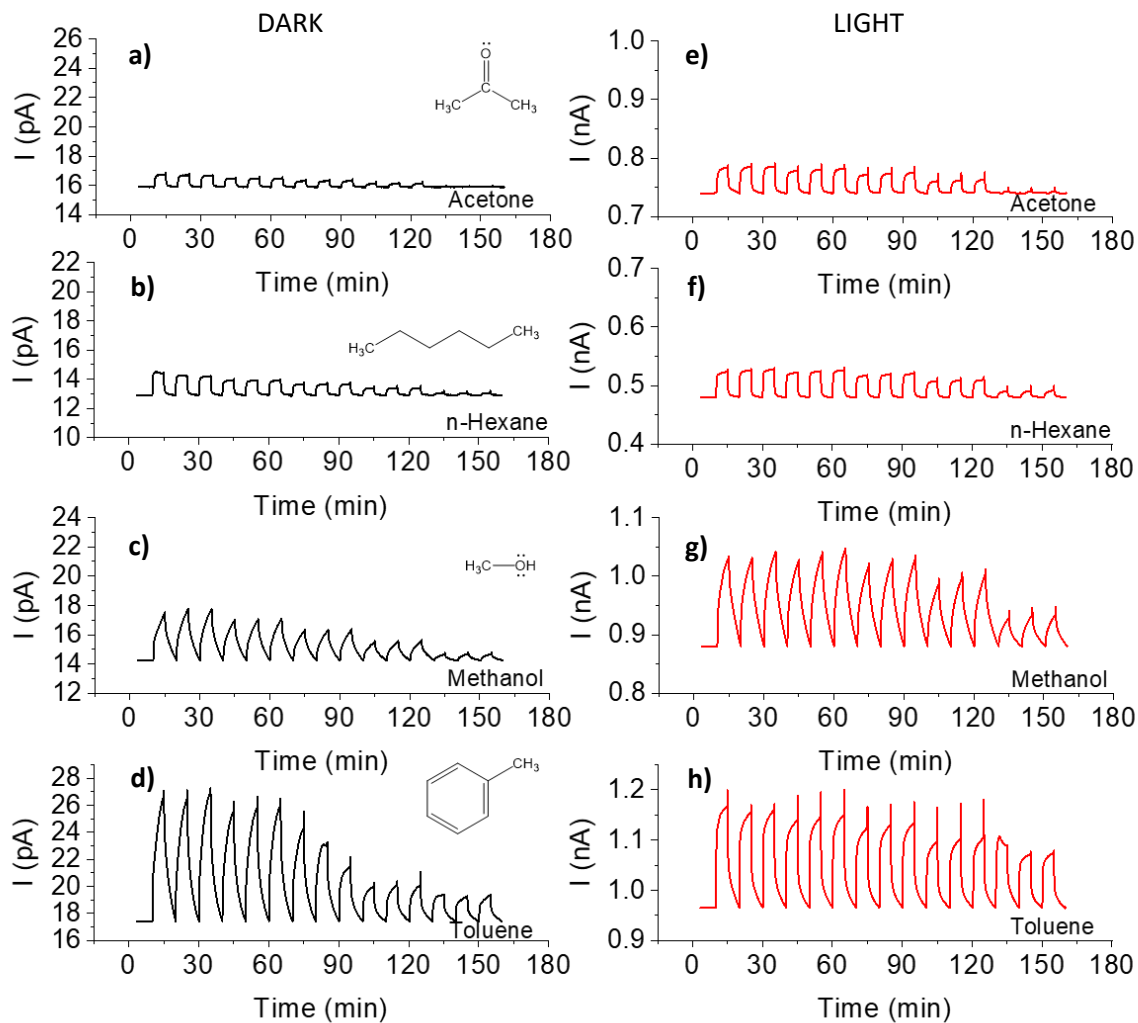 DARK
LIGHT
a)
I (pA)
26
24
22
20
18
16
14
:O:
C
H₃C
CH₃
Acetone
0 30 60 90 120 150 180
Time (min)
e)
I (nA)
1.0
0.9
0.8
0.7
Acetone
0 30 60 90 120 150 180
Time (min)
b)
I (pA)
22
20
18
16
14
12
10
H₃C
CH₃
n-Hexane
0 30 60 90 120 150 180
Time (min)
f)
I (nA)
0.7
0.6
0.5
0.4
n-Hexane
0 30 60 90 120 150 180
Time (min)
c)
I (pA)
24
22
20
18
16
14
12
H₃C
OH
Methanol
0 30 60 90 120 150 180
Time (min)
g)
I (nA)
1.1
1.0
0.9
0.8
Methanol
0 30 60 90 120 150 180
Time (min)
d)
I (pA)
28
26
24
22
20
18
16
CH₃
Toluene
0 30 60 90 120 150 180
Time (min)
h)
I (nA)
1.2
1.1
1.0
0.9
Toluene
0 30 60 90 120 150 180
Time (min)